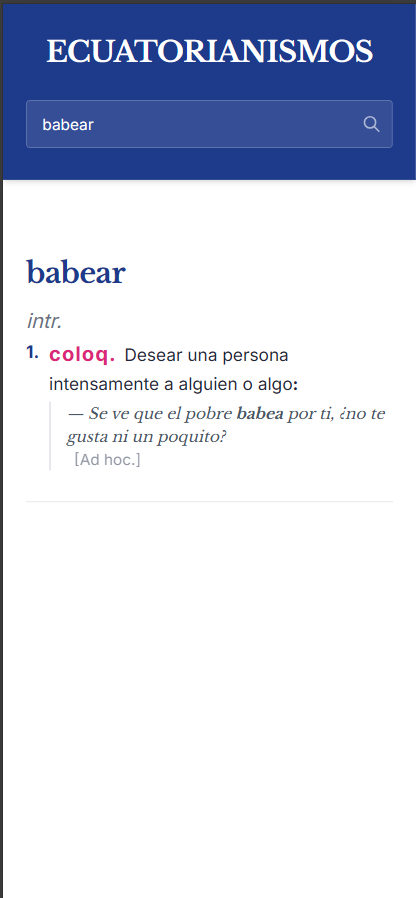 ECUATORIANISMOS
babear
babear
intr.
1. coloq. Desear una persona
intensamente a alguien o algo:
— Se ve que el pobre babea por ti, ¿no te
gusta ni un poquito?
[Ad hoc.]